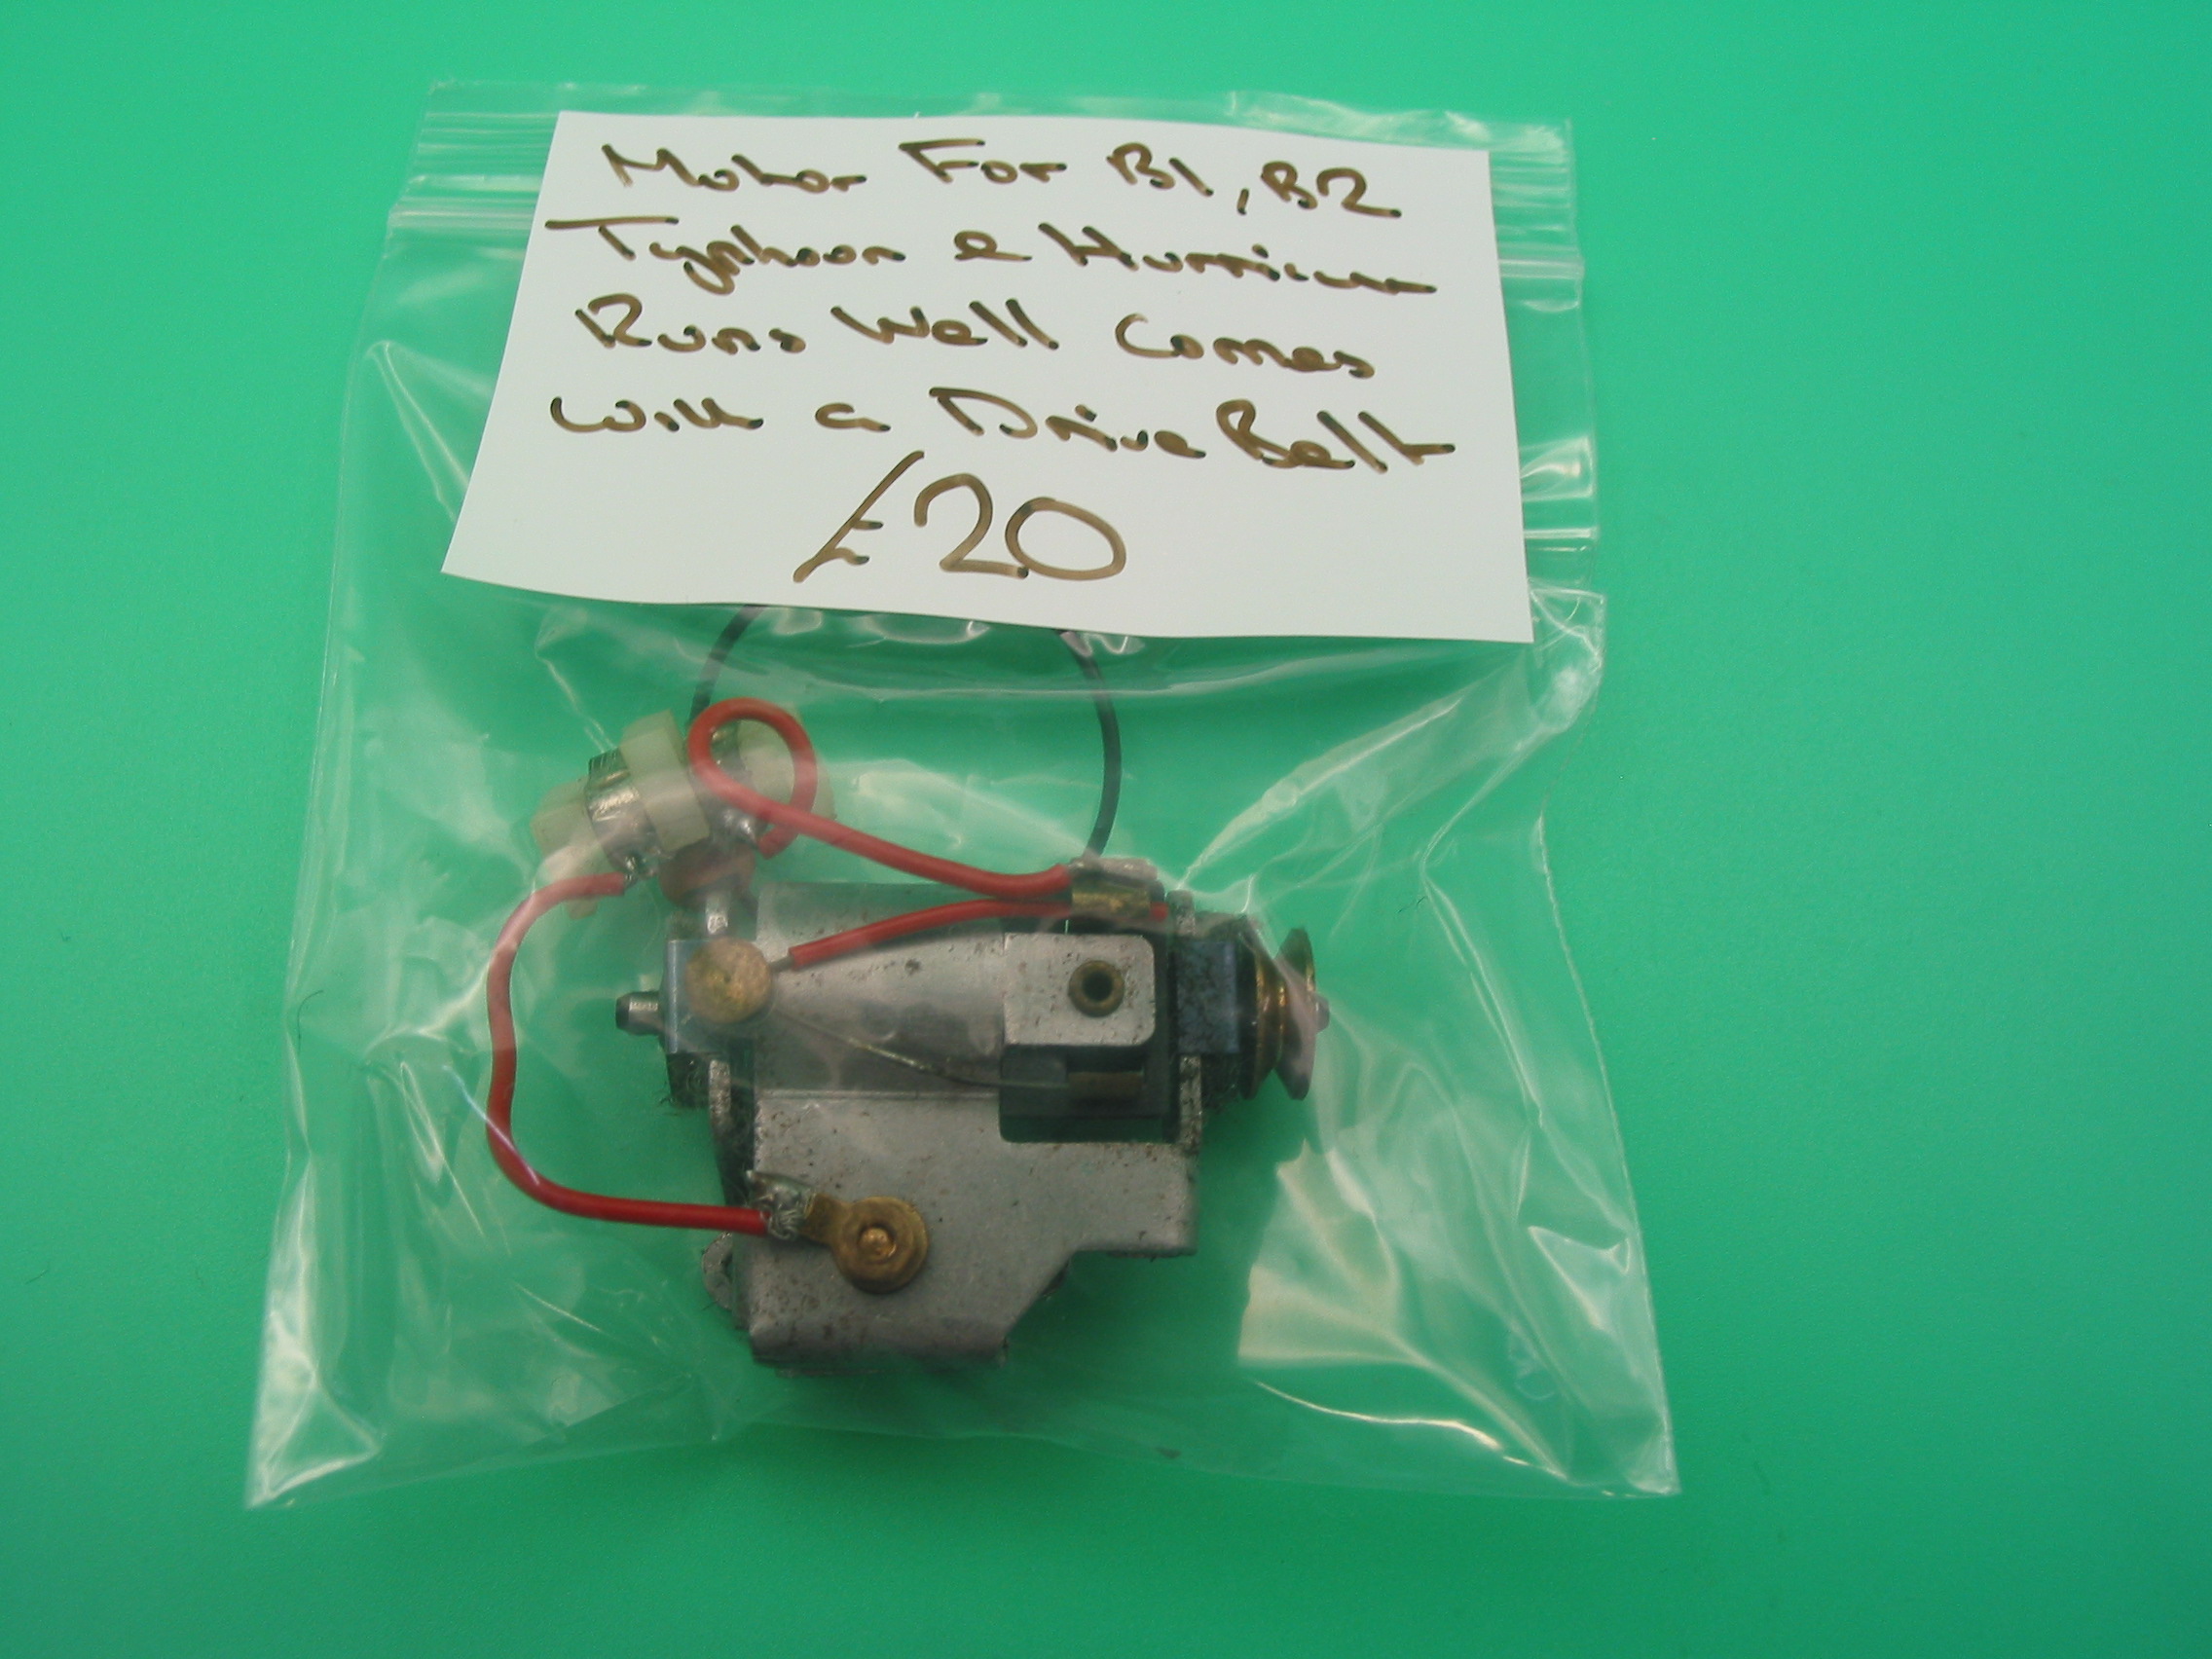 Motor For B1, B2
Typhoon & Hurricane
Runs Well Comes
With a Drive Belt
£20